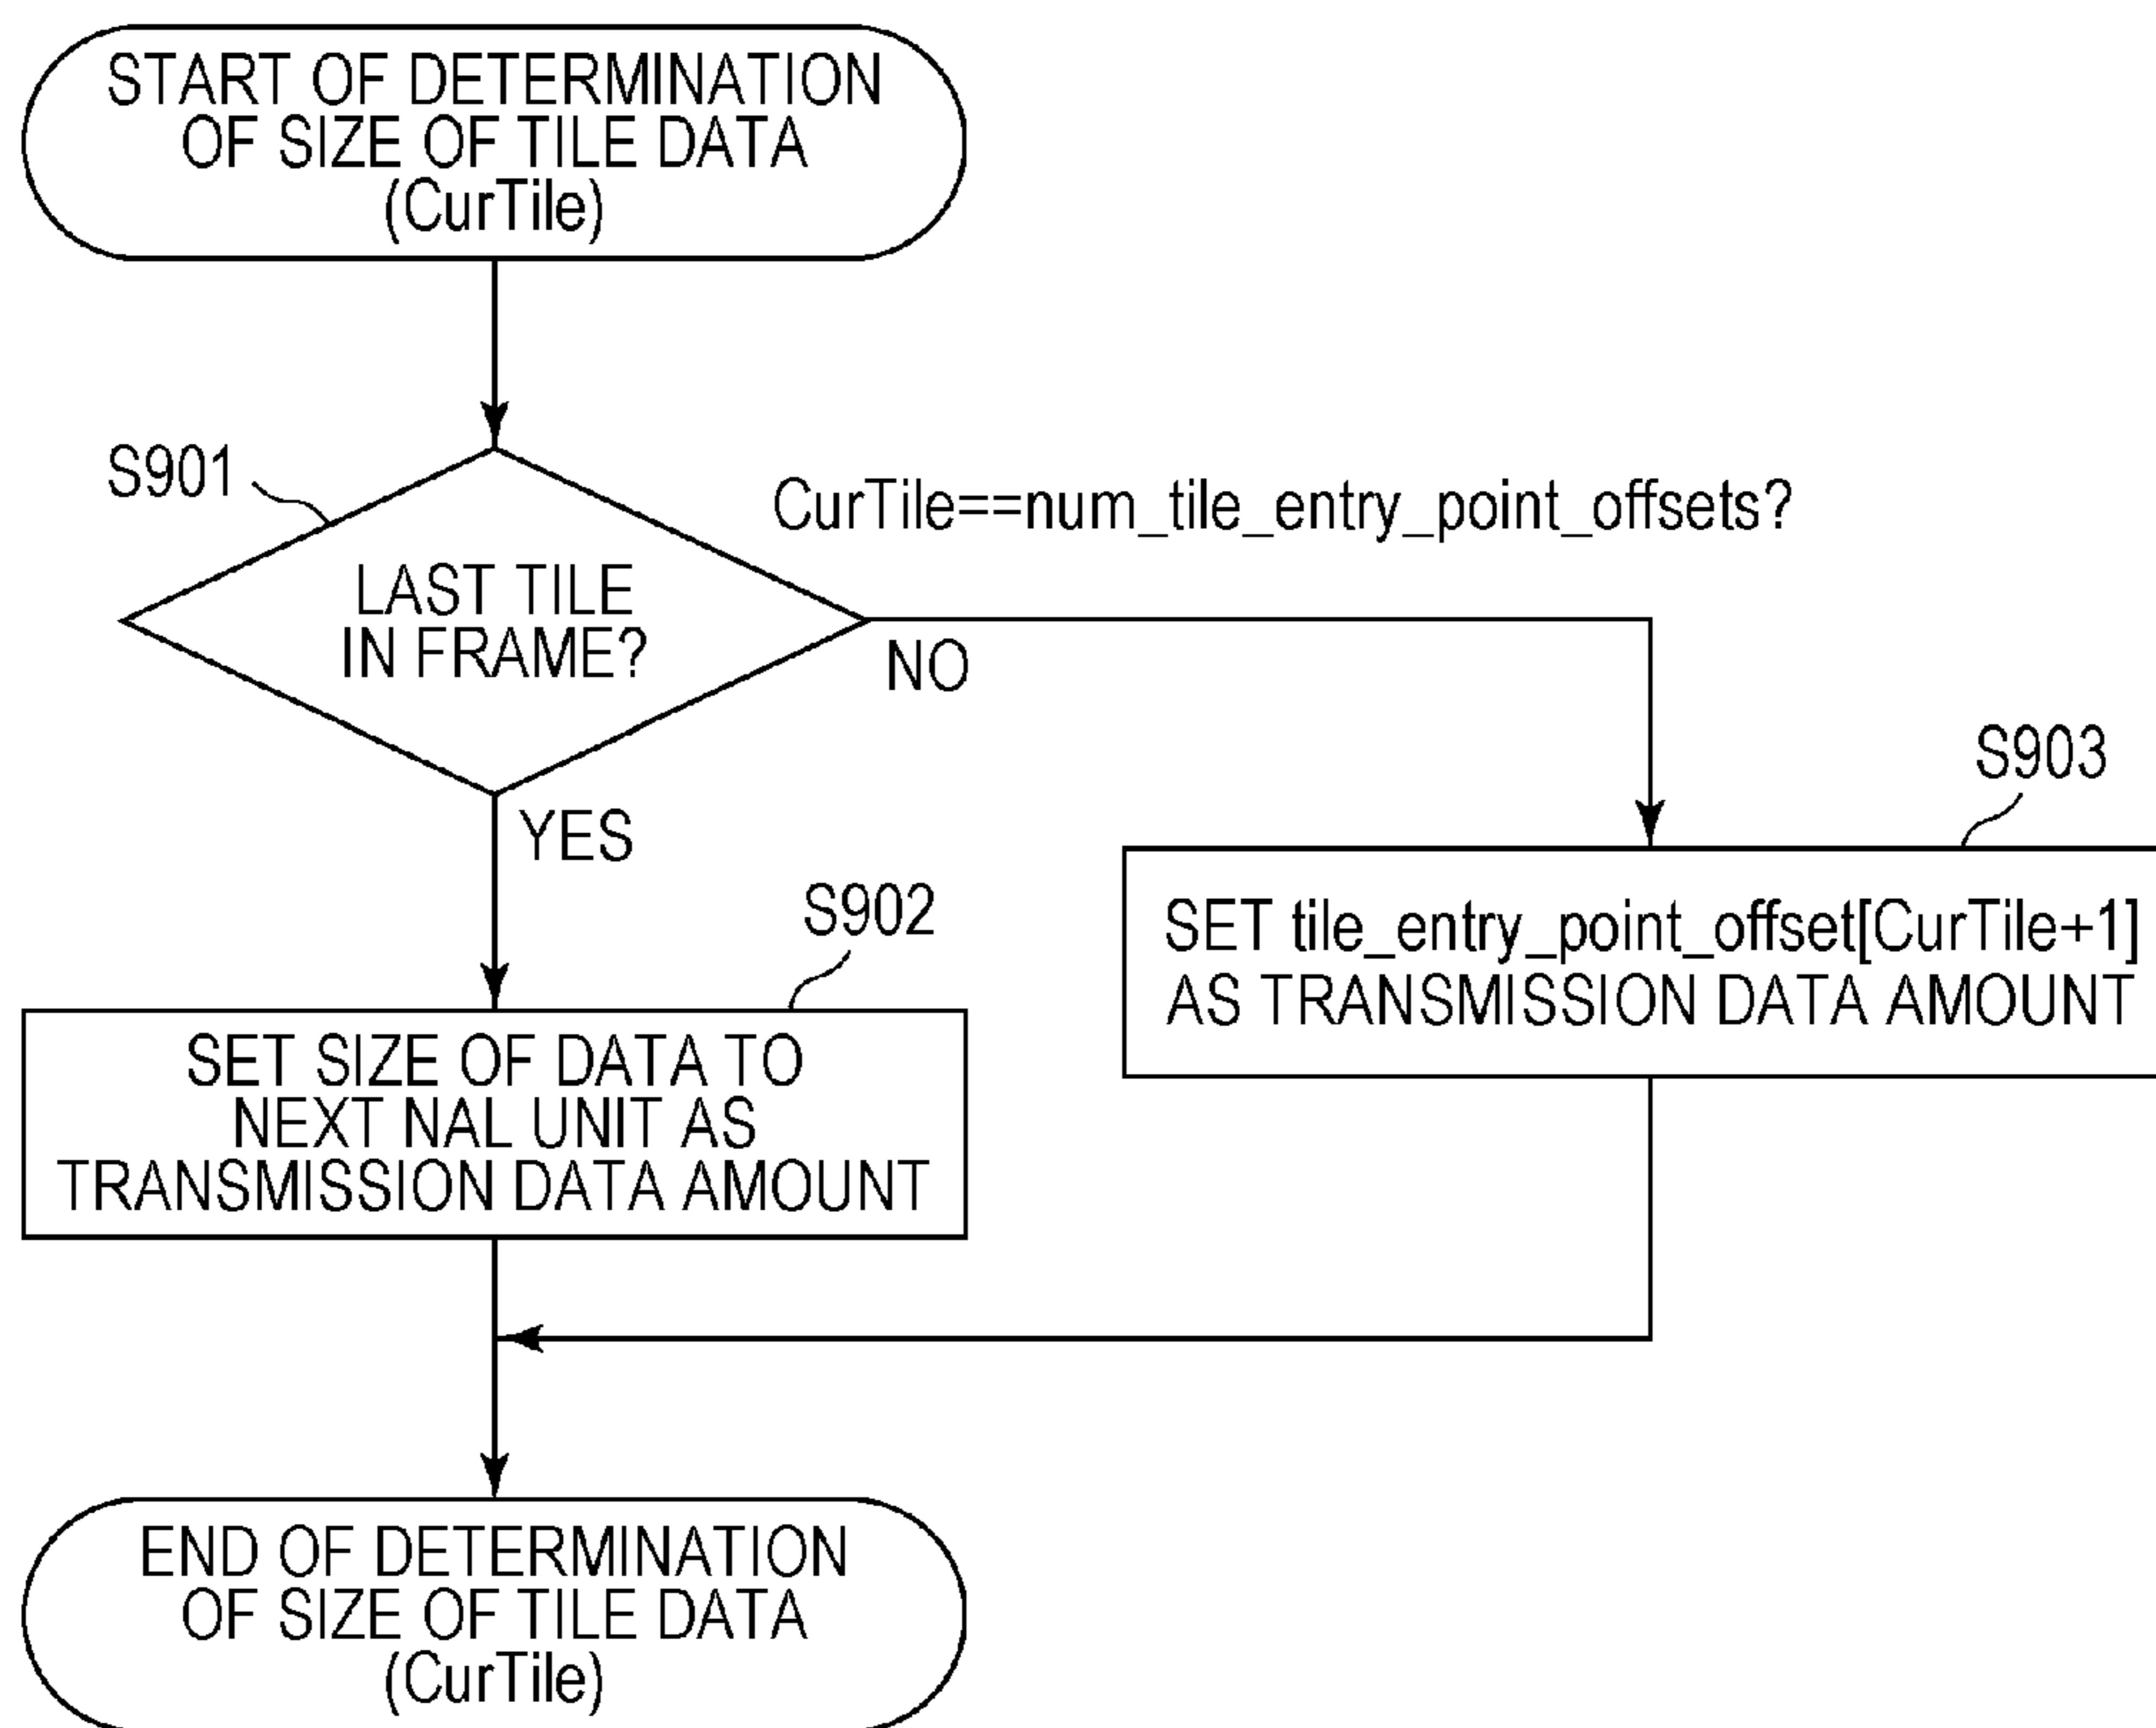 START OF DETERMINATION
OF SIZE OF TILE DATA
(CurTile)
S901
CurTile==num_tile_entry_point_offsets?
LAST TILE
IN FRAME?
NO
YES
S903
SET tile_entry_point_offset[CurTile+1]
AS TRANSMISSION DATA AMOUNT
S902
SET SIZE OF DATA TO
NEXT NAL UNIT AS
TRANSMISSION DATA AMOUNT
END OF DETERMINATION
OF SIZE OF TILE DATA
(CurTile)